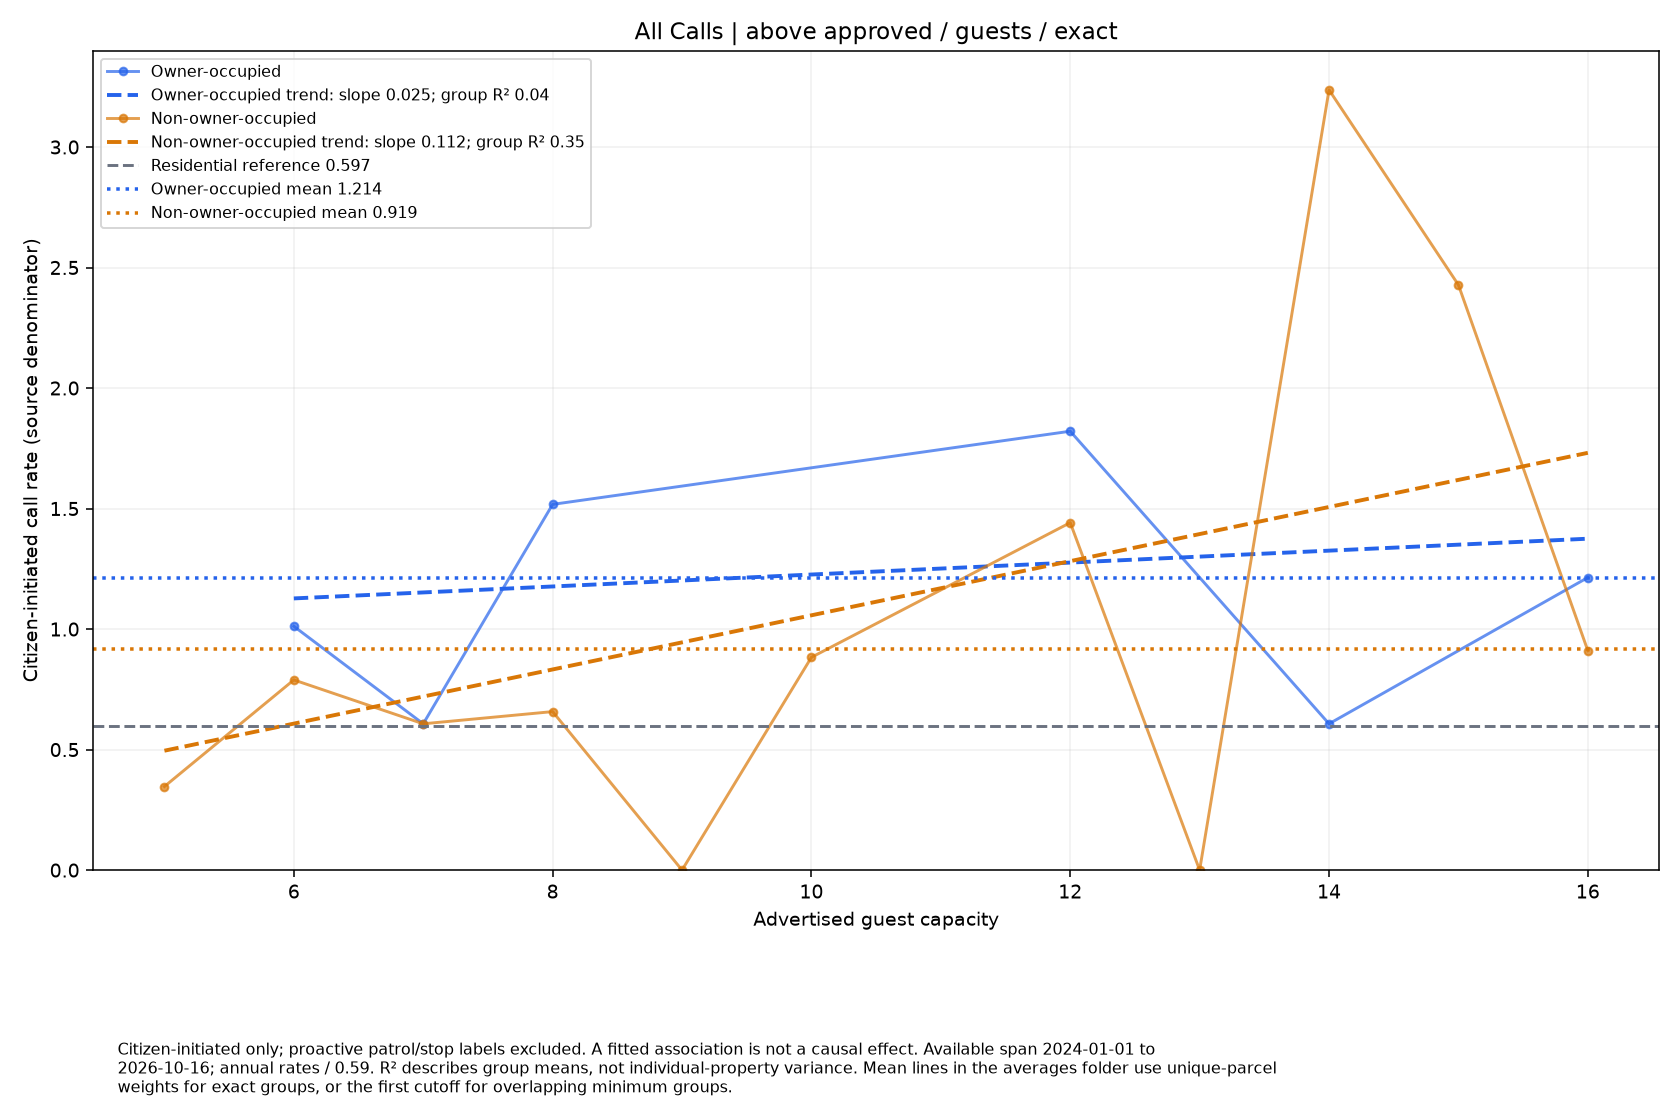 All Calls | above approved / guests / exact
Owner-occupied
Owner-occupied trend: slope 0.025; group R² 0.04
Non-owner-occupied
Non-owner-occupied trend: slope 0.112; group R² 0.35
Residential reference 0.597
Owner-occupied mean 1.214
Non-owner-occupied mean 0.919
Citizen-initiated call rate (source denominator)
3.0
2.5
2.0
1.5
1.0
0.5
0.0
6 8 10 12 14 16
Advertised guest capacity
Citizen-initiated only; proactive patrol/stop labels excluded. A fitted association is not a causal effect. Available span 2024-01-01 to
2026-10-16; annual rates / 0.59. R² describes group means, not individual-property variance. Mean lines in the averages folder use unique-parcel
weights for exact groups, or the first cutoff for overlapping minimum groups.